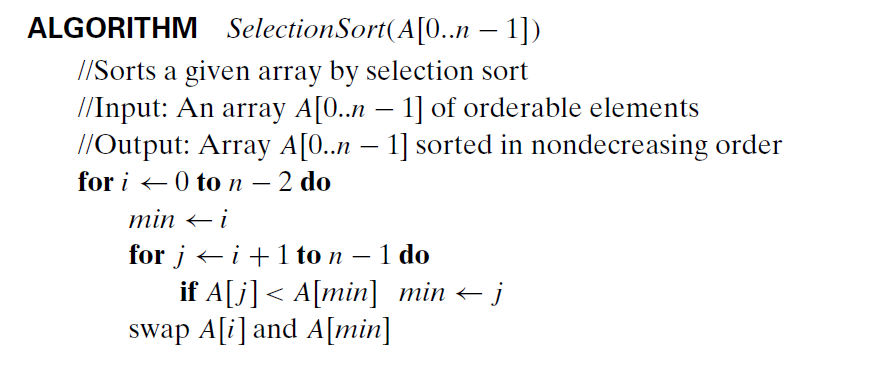 ALGORITHM SelectionSort(A[0..n − 1])
//Sorts a given array by selection sort
//Input: An array A[0..n − 1] of orderable elements
//Output: Array A[0..n − 1] sorted in nondecreasing order
for i ← 0 to n − 2 do
min ← i
for j ← i + 1 to n − 1 do
if A[j] < A[min] min ← j
swap A[i] and A[min]